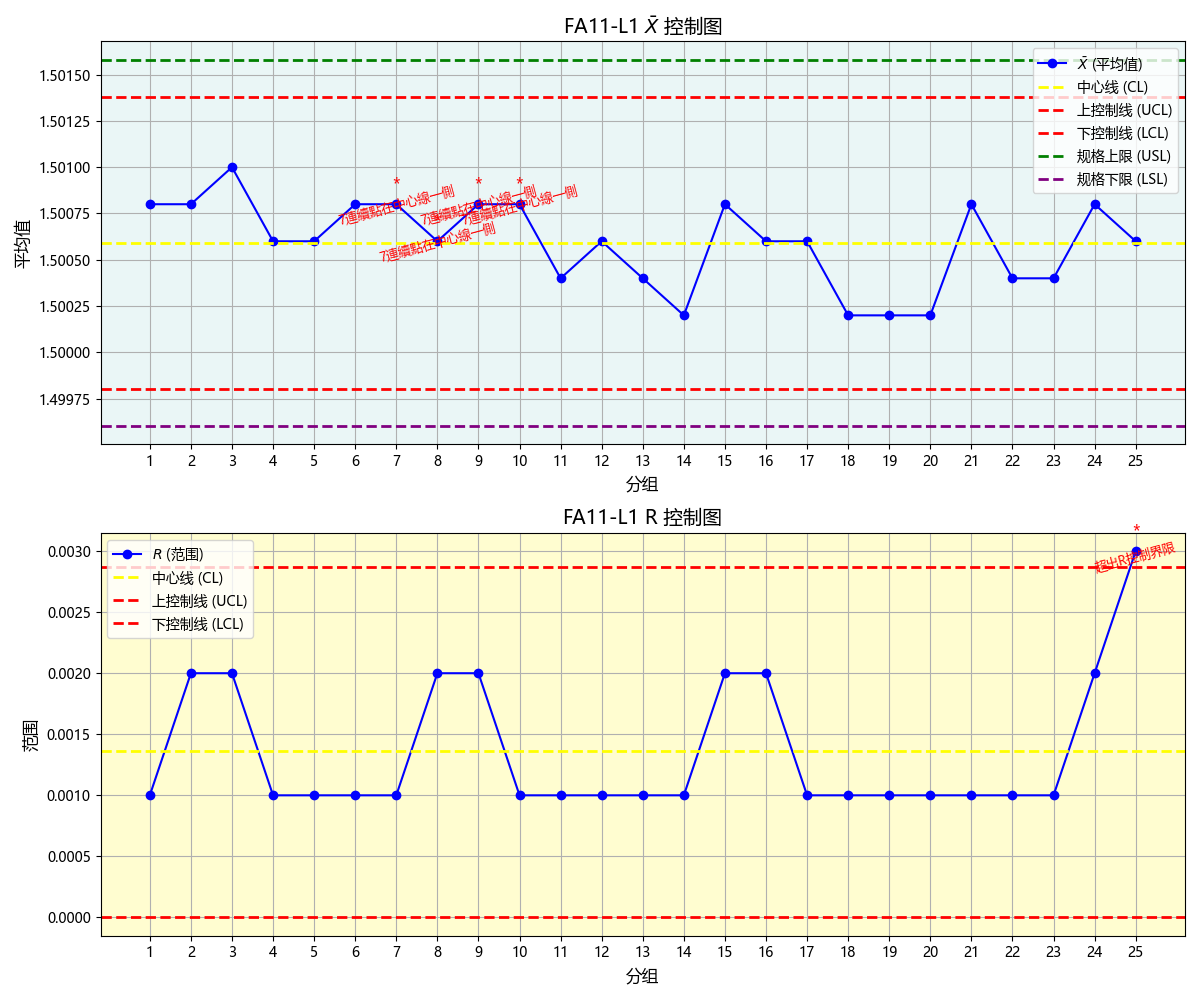 FA11-L1 X̄ 控制图
平均值
1.50150
1.50125
1.50100
1.50075
1.50050
1.50025
1.50000
1.49975
X̄ (平均值)
中心线 (CL)
上控制线 (UCL)
下控制线 (LCL)
规格上限 (USL)
规格下限 (LSL)
* * *
7連續點在中心線一側
7連續點在中心線一側
7連續點在中心線一側
7連續點在中心線一側
1 2 3 4 5 6 7 8 9 10 11 12 13 14 15 16 17 18 19 20 21 22 23 24 25
分组
FA11-L1 R 控制图
范围
0.0030
0.0025
0.0020
0.0015
0.0010
0.0005
0.0000
R (范围)
中心线 (CL)
上控制线 (UCL)
下控制线 (LCL)
*
超出R控制界限
1 2 3 4 5 6 7 8 9 10 11 12 13 14 15 16 17 18 19 20 21 22 23 24 25
分组